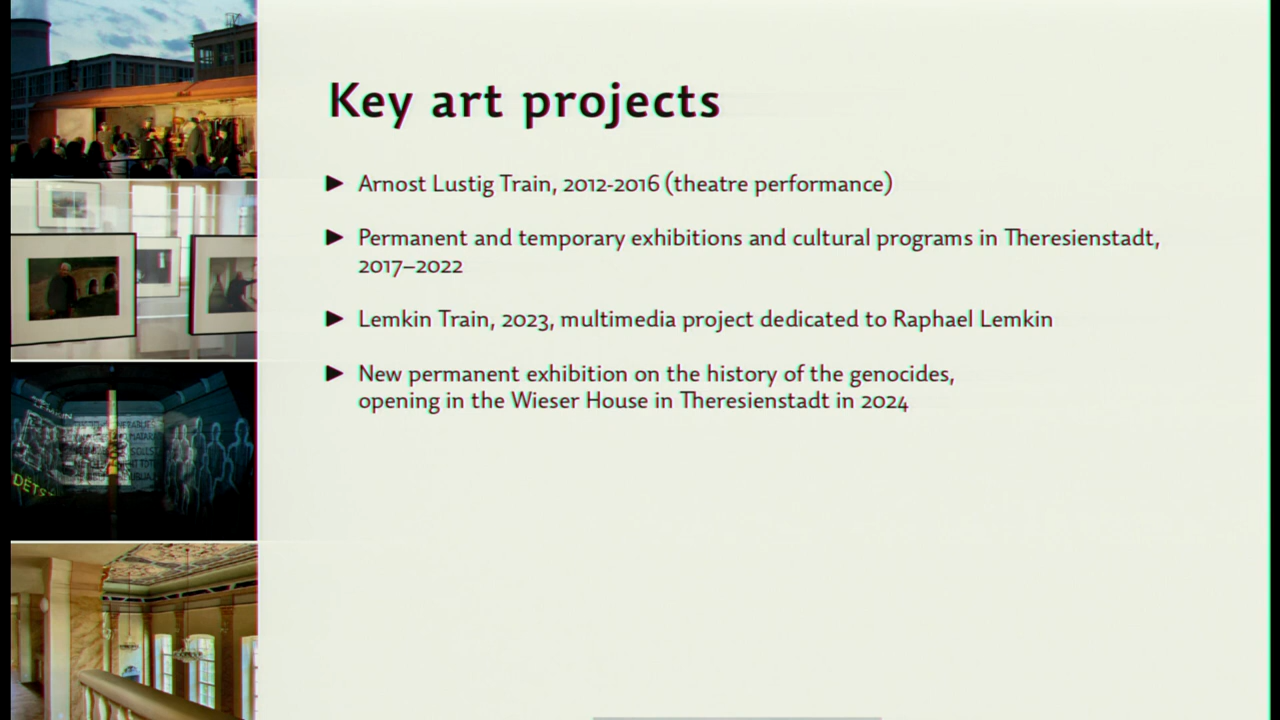 Key art projects
► Arnost Lustig Train, 2012-2016 (theatre performance)
► Permanent and temporary exhibitions and cultural programs in Theresienstadt,
2017–2022
► Lemkin Train, 2023, multimedia project dedicated to Raphael Lemkin
► New permanent exhibition on the history of the genocides,
opening in the Wieser House in Theresienstadt in 2024